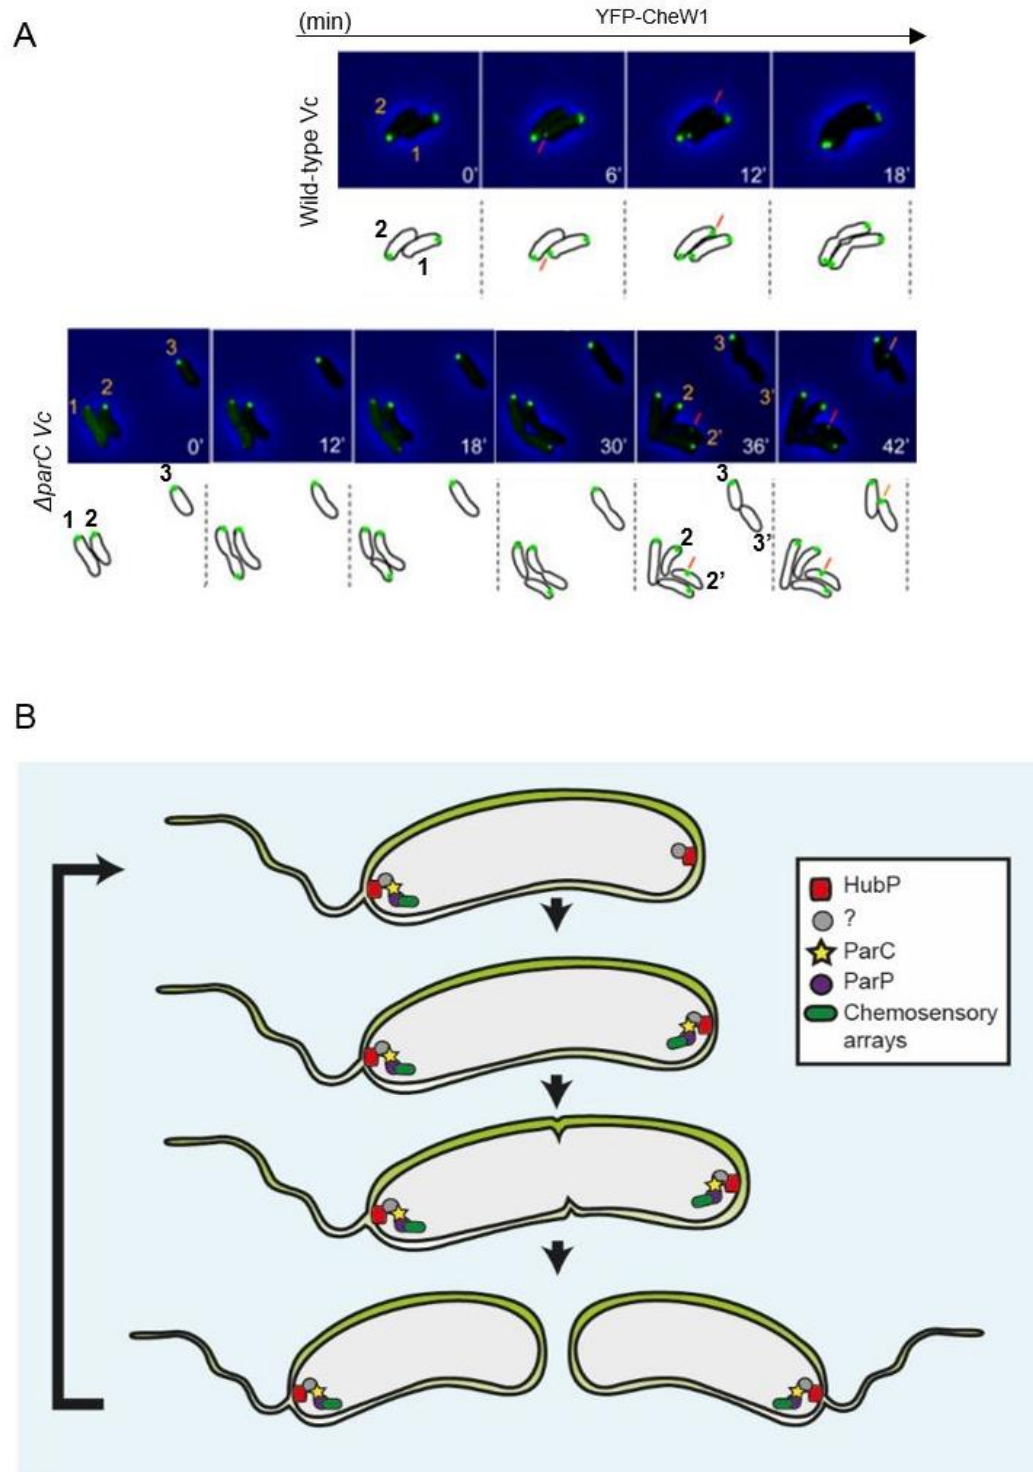 A
(min)
YFP-CheW1
Wild-type Vc
2
1
0'
6'
12'
18'
2
1
ΔparC Vc
3
1
2
0'
12'
18'
30'
3
2
3'
2'
36'
42'
3
1 2
3
2
3'
2'
B
HubP
?
ParC
ParP
Chemosensory
arrays